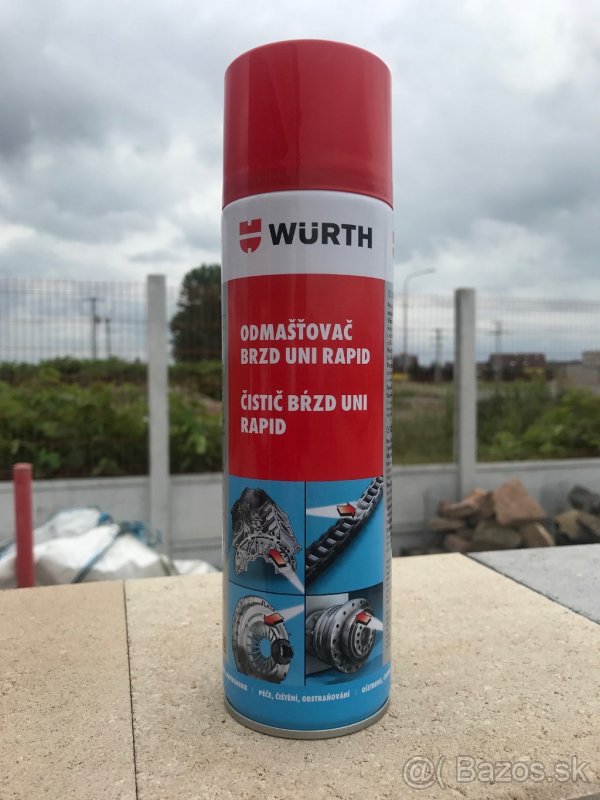 WÜRTH
ODMAŠŤOVAČ
BRZD UNI RAPID
ČISTIČ BŔZD UNI
RAPID
PÉČE, ČIŠTĚNÍ, ODSTRAŇOVÁNÍ
@( Bazos.sk